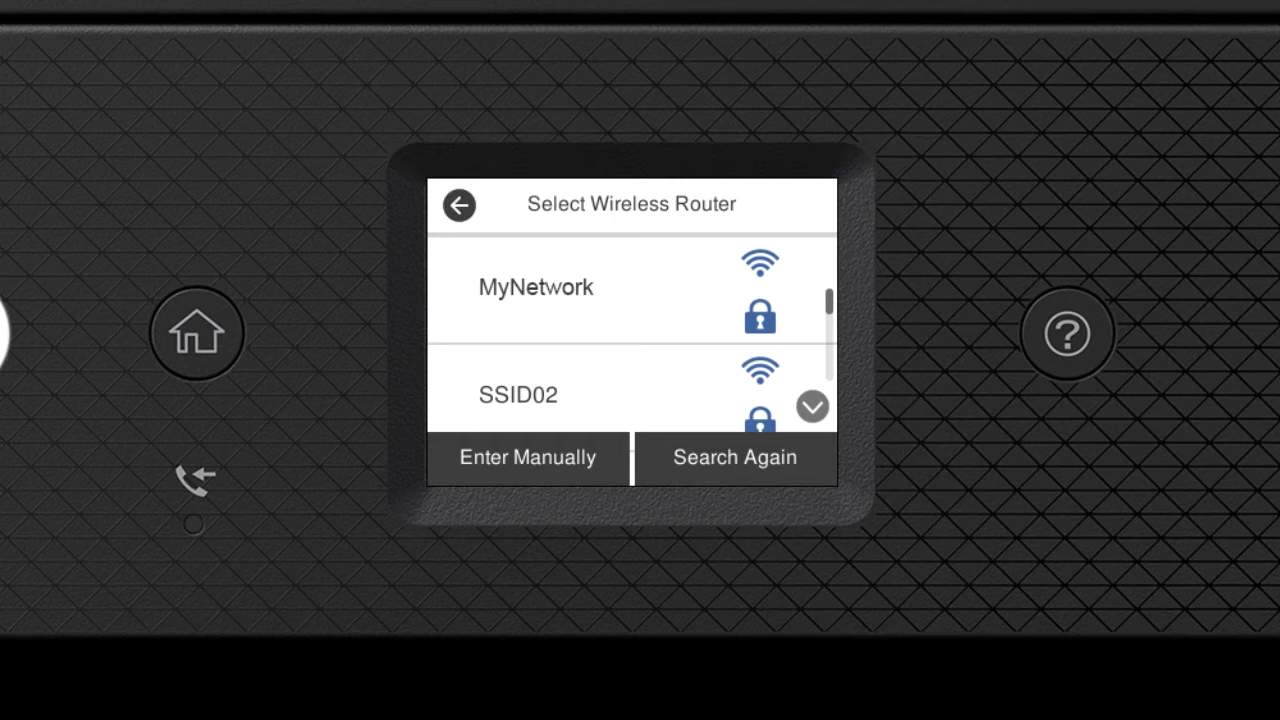 Select Wireless Router
MyNetwork
SSID02
Enter Manually
Search Again